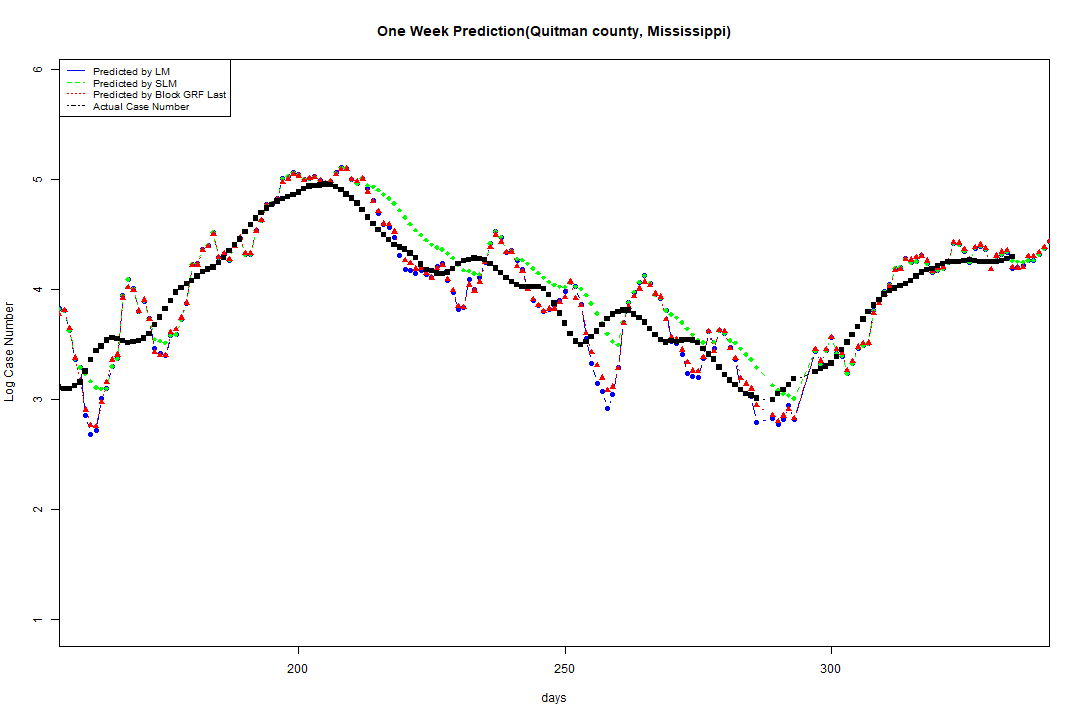 One Week Prediction(Quitman county, Mississippi)
Predicted by LM
Predicted by SLM
Predicted by Block GRF Last
Actual Case Number
6
5
4
3
2
1
Log Case Number
200 250 300
days